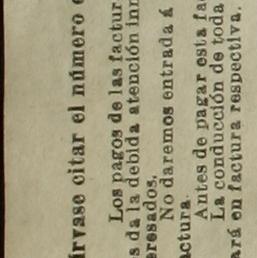 írvase citar el número
Los pagos de las factur
s da la debida atención inm
eresados.
No daremos entrada á
actura.
Antes de pagar esta fa
La conducción de toda
ará en factura respectiva.